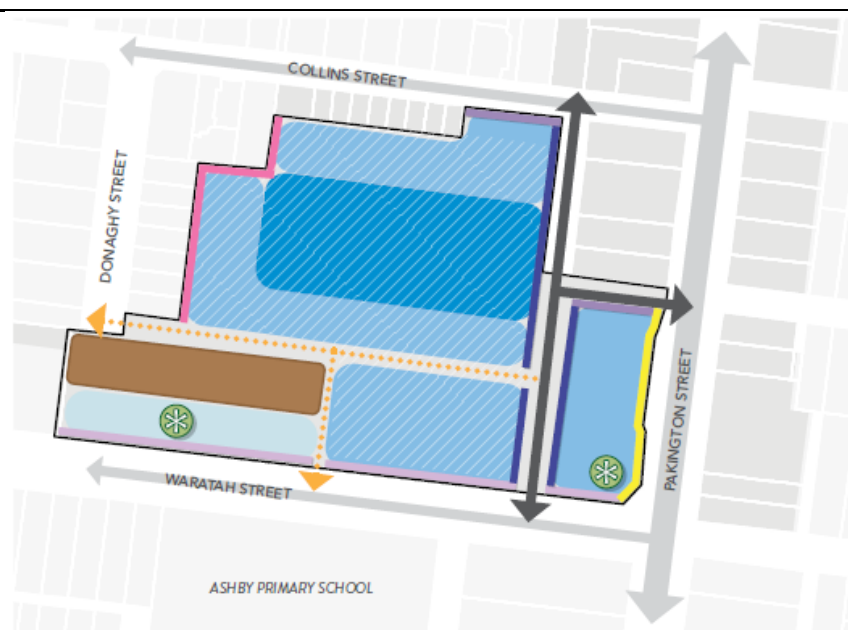 COLLINS STREET
DONAGHY STREET
PAKINGTON STREET
WARATAH STREET
ASHBY PRIMARY SCHOOL